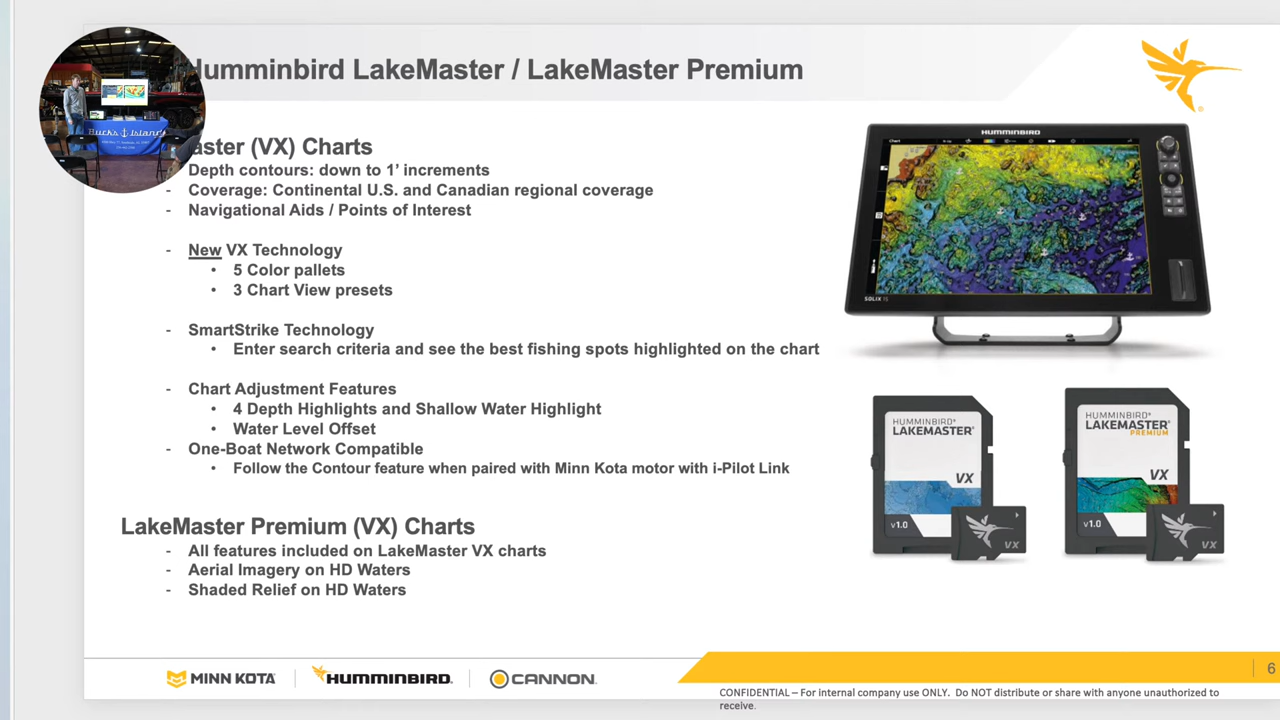 Humminbird LakeMaster / LakeMaster Premium
aster (VX) Charts
Depth contours: down to 1’ increments
- Coverage: Continental U.S. and Canadian regional coverage
- Navigational Aids / Points of Interest
- New VX Technology
• 5 Color pallets
• 3 Chart View presets
- SmartStrike Technology
• Enter search criteria and see the best fishing spots highlighted on the chart
- Chart Adjustment Features
• 4 Depth Highlights and Shallow Water Highlight
• Water Level Offset
- One-Boat Network Compatible
• Follow the Contour feature when paired with Minn Kota motor with i-Pilot Link
LakeMaster Premium (VX) Charts
- All features included on LakeMaster VX charts
- Aerial Imagery on HD Waters
- Shaded Relief on HD Waters
Bucks Island
HUMMINBIRD
Chart
SOLIX 15
HUMMINBIRD®
LAKEMASTER®
VX
v1.0
VX
HUMMINBIRD®
LAKEMASTER®
PREMIUM
VX
v1.0
VX
MINN KOTA
HUMMINBIRD
CANNON
6
CONFIDENTIAL – For internal company use ONLY. Do NOT distribute or share with anyone unauthorized to
receive.